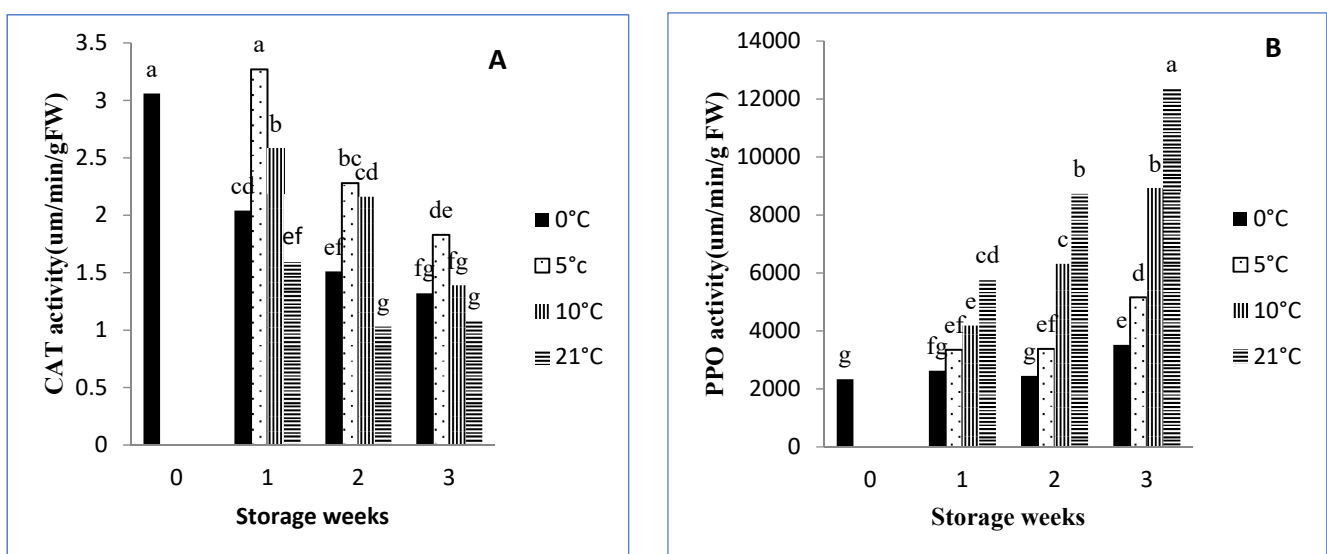 A
CAT activity(um/min/gFW)
3.5
3
2.5
2
1.5
1
0.5
0
a
cd
a
b
ef
ef
bc
cd
g
fg
de
fg
g
0 1 2 3
Storage weeks
0°C
5°c
10°C
21°C
B
PPO activity(um/min/g FW)
14000
12000
10000
8000
6000
4000
2000
0
g
fg
ef
e
cd
g
ef
c
b
e
d
b
a
0 1 2 3
Storage weeks
0°C
5°C
10°C
21°C